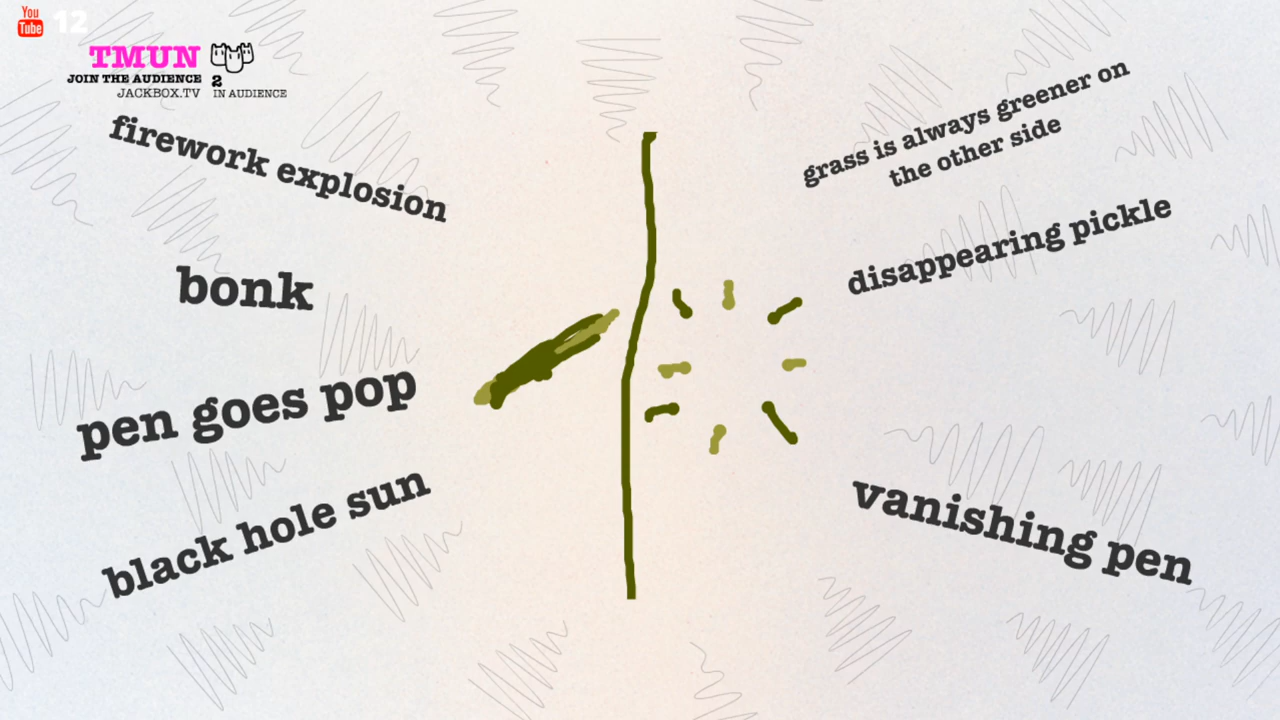 You
Tube
12
TMUN
JOIN THE AUDIENCE
2
JACKBOX.TV
IN AUDIENCE
firework explosion
bonk
pen goes pop
black hole sun
grass is always greener on
the other side
disappearing pickle
vanishing pen